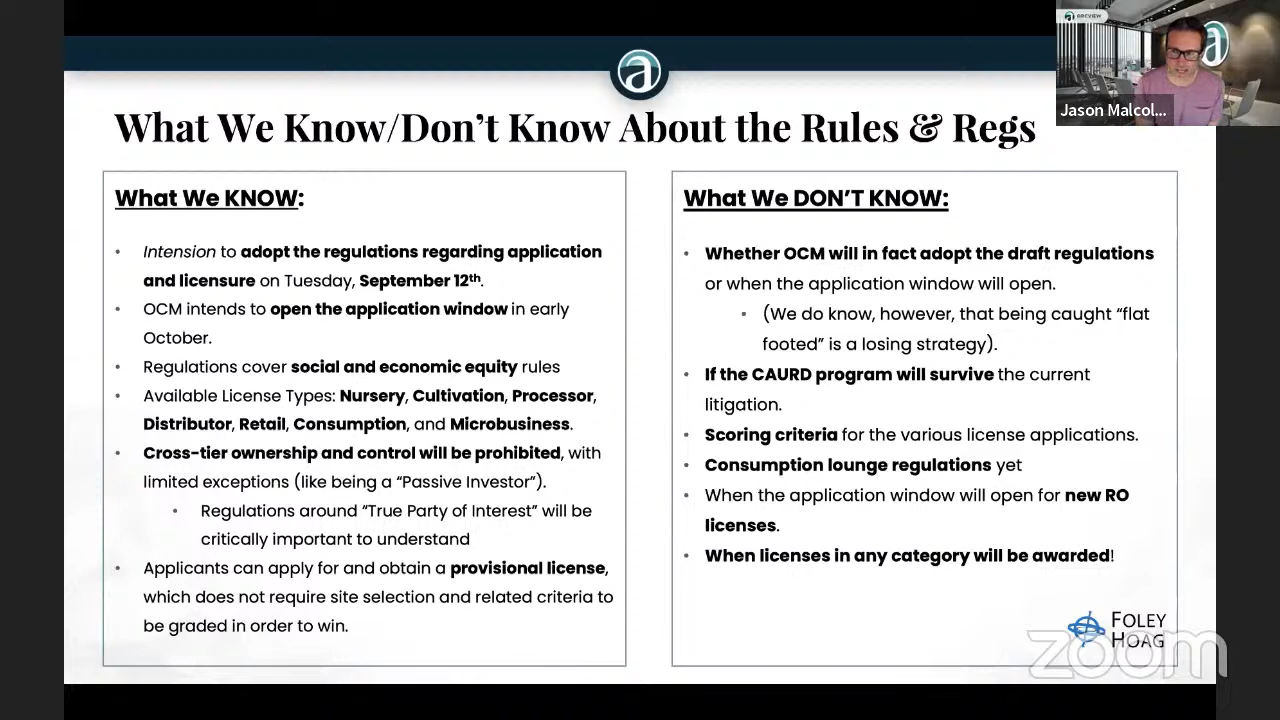 ARCVIEW
Jason Malcol...
What We Know/Don't Know About the Rules & Regs
What We KNOW:
• Intension to adopt the regulations regarding application
and licensure on Tuesday, September 12th.
• OCM intends to open the application window in early
October.
• Regulations cover social and economic equity rules
• Available License Types: Nursery, Cultivation, Processor,
Distributor, Retail, Consumption, and Microbusiness.
• Cross-tier ownership and control will be prohibited, with
limited exceptions (like being a “Passive Investor”).
• Regulations around “True Party of Interest” will be
critically important to understand
• Applicants can apply for and obtain a provisional license,
which does not require site selection and related criteria to
be graded in order to win.
What We DON'T KNOW:
• Whether OCM will in fact adopt the draft regulations
or when the application window will open.
• (We do know, however, that being caught “flat
footed” is a losing strategy).
• If the CAURD program will survive the current
litigation.
• Scoring criteria for the various license applications.
• Consumption lounge regulations yet
• When the application window will open for new RO
licenses.
• When licenses in any category will be awarded!
FOLEY
HOAG
zoom